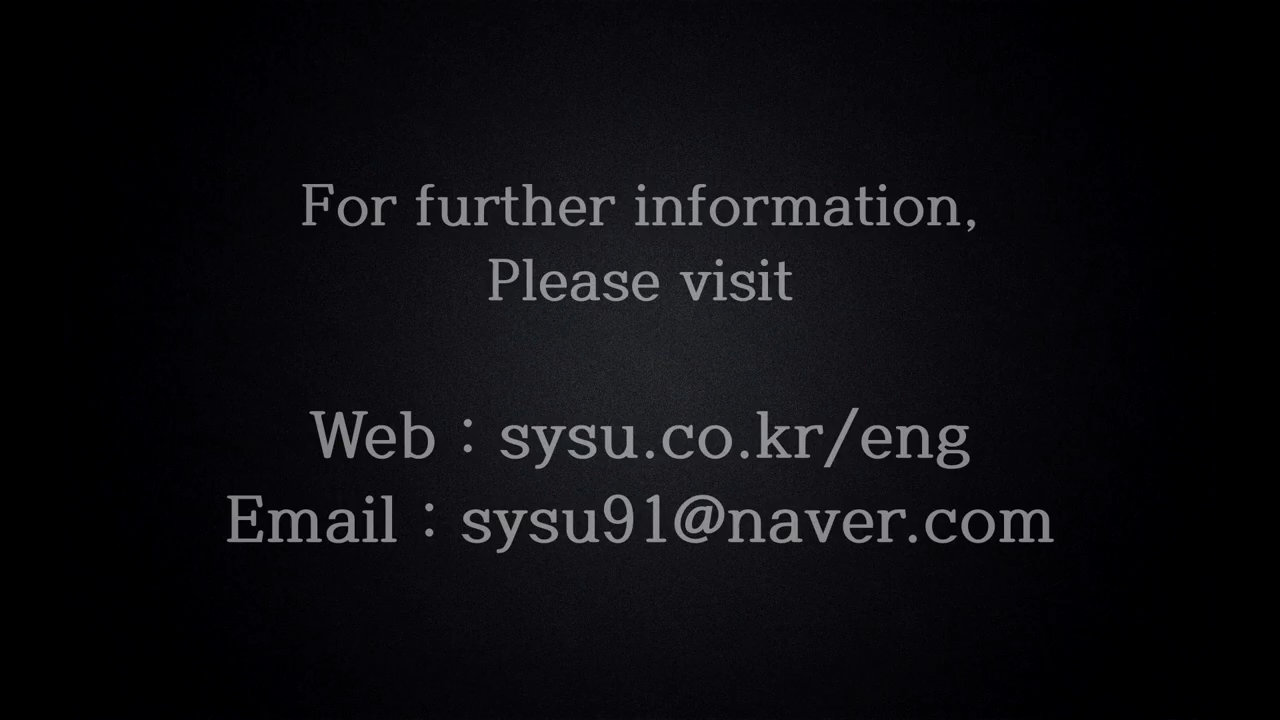 For further information,
Please visit
Web : sysu.co.kr/eng
Email : sysu91@naver.com